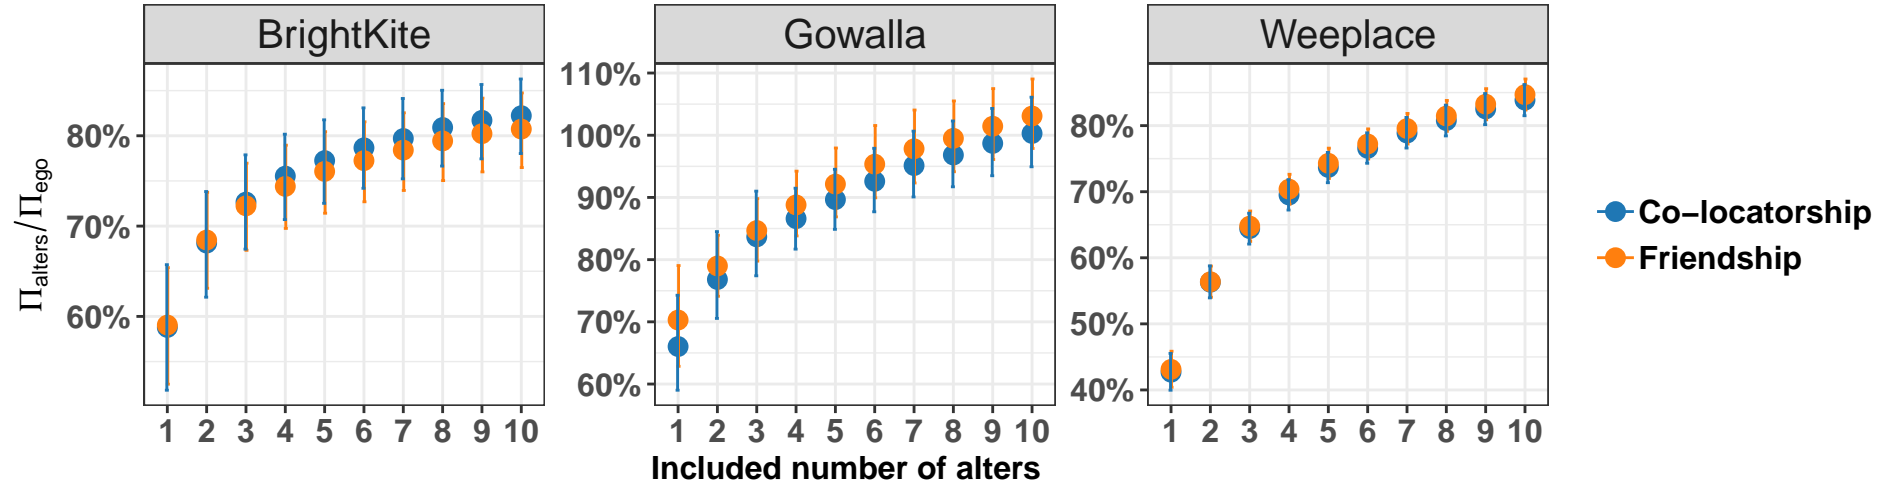 BrightKite
Gowalla
Weeplace
Πalters/Πego
80%
70%
60%
110%
100%
90%
80%
70%
60%
80%
70%
60%
50%
40%
1 2 3 4 5 6 7 8 9 10
1 2 3 4 5 6 7 8 9 10
1 2 3 4 5 6 7 8 9 10
Included number of alters
Co−locatorship
Friendship